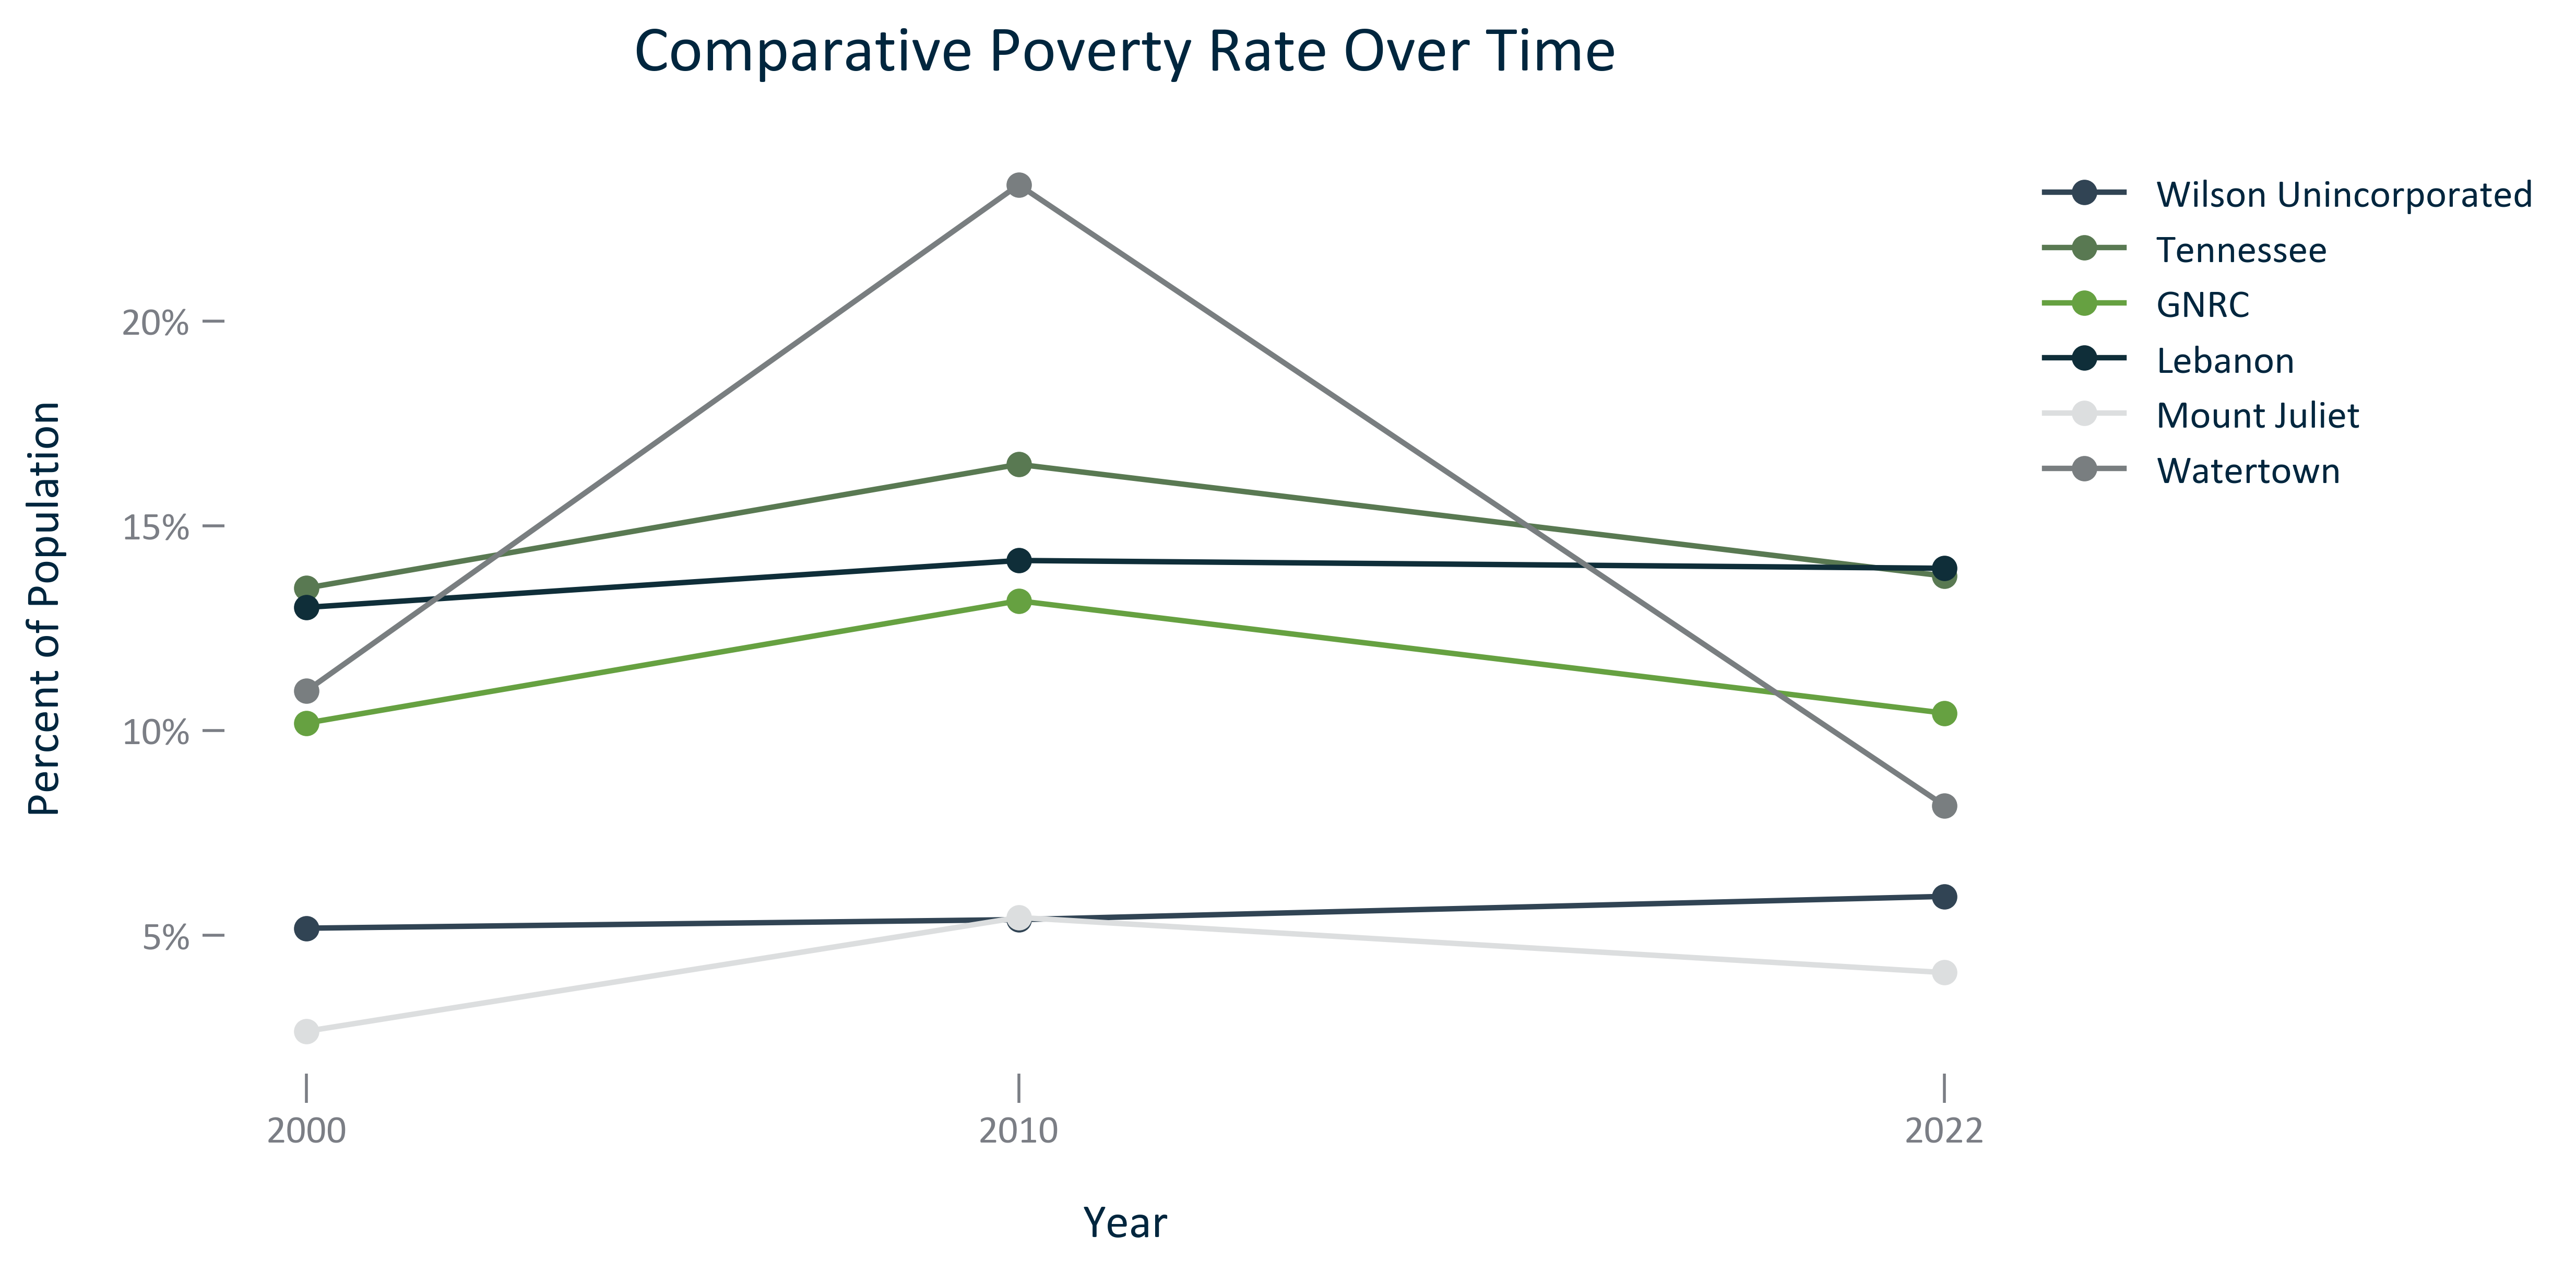 Comparative Poverty Rate Over Time
Percent of Population
20%
15%
10%
5%
2000
2010
2022
Year
Wilson Unincorporated
Tennessee
GNRC
Lebanon
Mount Juliet
Watertown